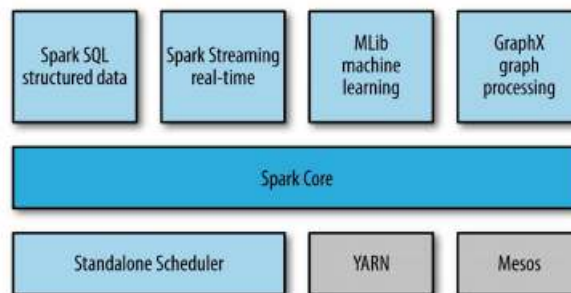 Spark SQL
structured data
Spark Streaming
real-time
MLib
machine
learning
GraphX
graph
processing
Spark Core
Standalone Scheduler
YARN
Mesos